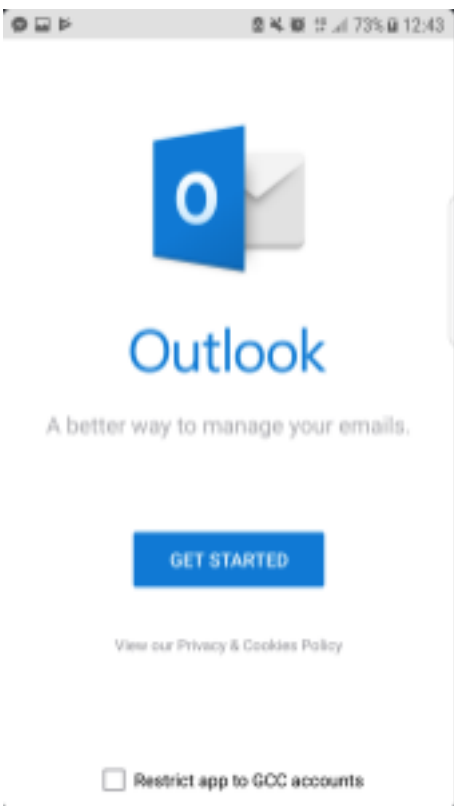 73% 12:43
O
Outlook
A better way to manage your emails.
GET STARTED
View our Privacy & Cookies Policy
Restrict app to GCC accounts